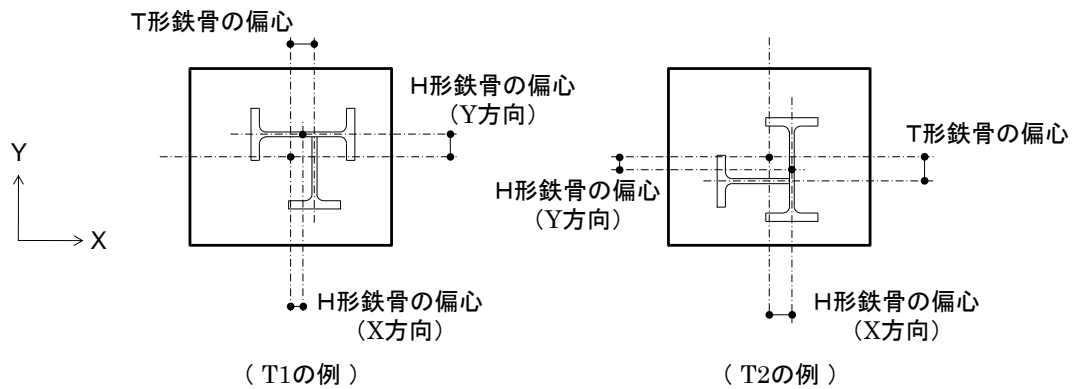 T形鉄骨の偏心
H形鉄骨の偏心
（Y方向）
Y
X
H形鉄骨の偏心
（X方向）
（ T1の例 ）
T形鉄骨の偏心
H形鉄骨の偏心
（Y方向）
H形鉄骨の偏心
（X方向）
（ T2の例 ）